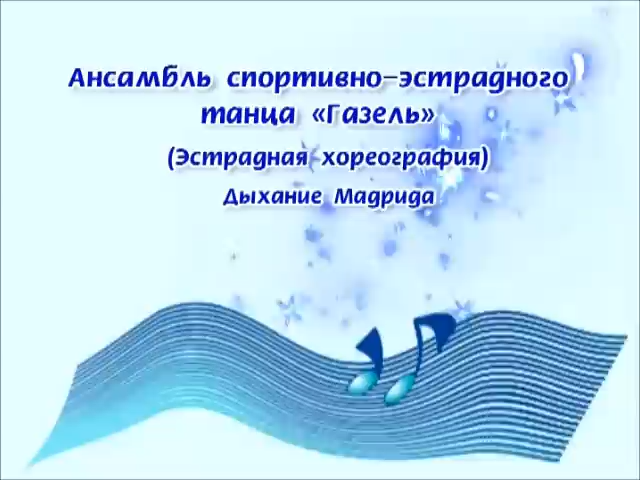 Ансамбль спортивно-эстрадного
танца «Газель»
(Эстрадная хореография)
Дыхание Мадрида